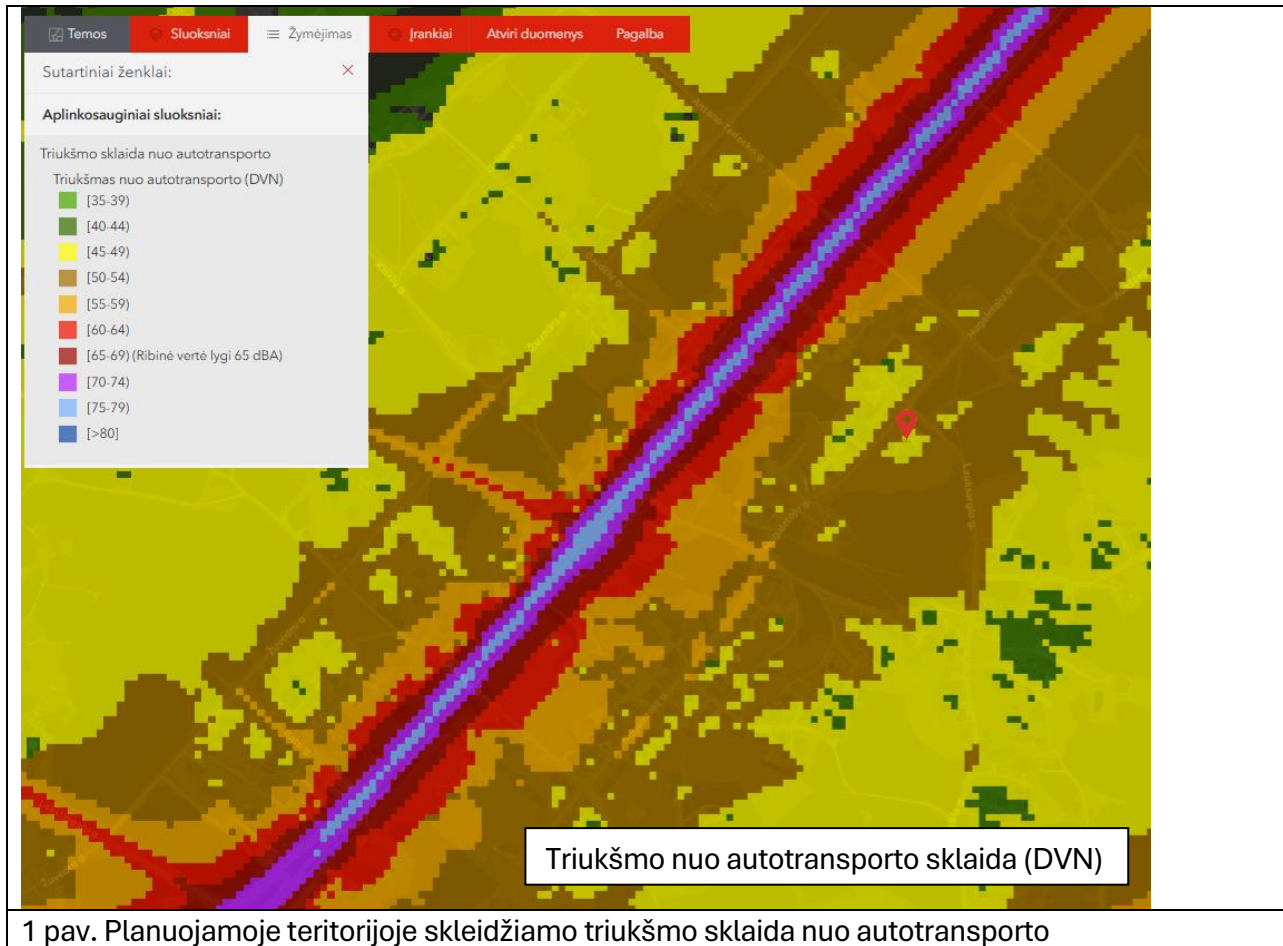 Temos Sluoksniai Žymėjimas Įrankiai Atviri duomenys Pagalba
Sutartiniai ženklai:
Aplinkosauginiai sluoksniai:
Triukšmo sklaida nuo autotransporto
Triukšmas nuo autotransporto (DVN)
[35-39)
[40-44)
[45-49)
[50-54)
[55-59)
[60-64)
[65-69) (Ribinė vertė lygi 65 dBA)
[70-74)
[75-79)
[>80]
Lauksargio g.
Triukšmo nuo autotransporto sklaida (DVN)
1 pav. Planuojamoje teritorijoje skleidžiamo triukšmo sklaida nuo autotransporto